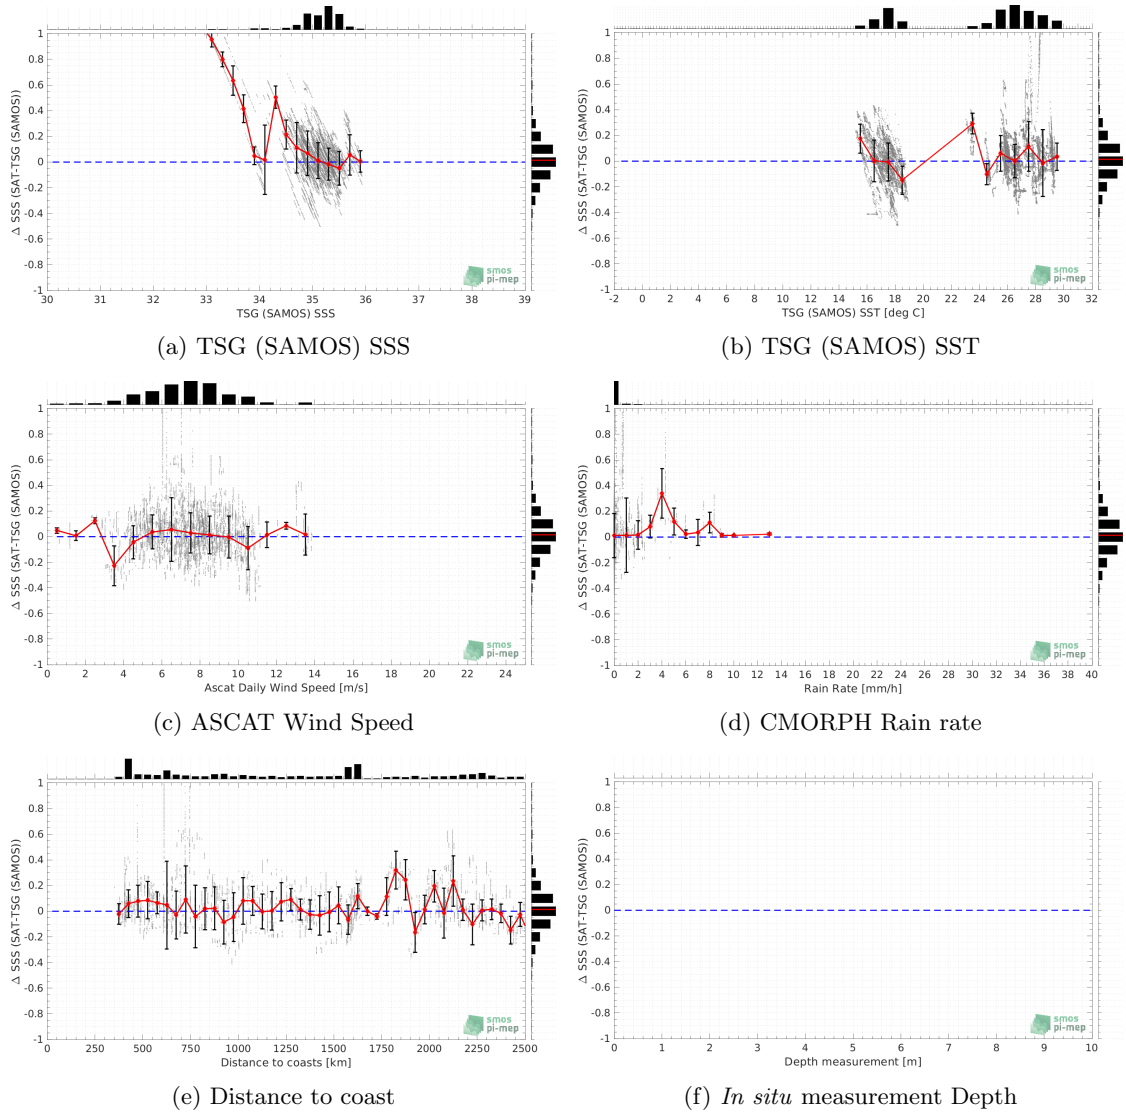 Δ SSS (SAT-TSG (SAMOS))
1
0.8
0.6
0.4
0.2
0
-0.2
-0.4
-0.6
-0.8
-1
30 31 32 33 34 35 36 37 38 39
TSG (SAMOS) SSS
smos
pi-mep
(a) TSG (SAMOS) SSS
Δ SSS (SAT-TSG (SAMOS))
1
0.8
0.6
0.4
0.2
0
-0.2
-0.4
-0.6
-0.8
-1
-2 0 2 4 6 8 10 12 14 16 18 20 22 24 26 28 30 32
TSG (SAMOS) SST [deg C]
smos
pi-mep
(b) TSG (SAMOS) SST
Δ SSS (SAT-TSG (SAMOS))
1
0.8
0.6
0.4
0.2
0
-0.2
-0.4
-0.6
-0.8
-1
0 2 4 6 8 10 12 14 16 18 20 22 24
Ascat Daily Wind Speed [m/s]
smos
pi-mep
(c) ASCAT Wind Speed
Δ SSS (SAT-TSG (SAMOS))
1
0.8
0.6
0.4
0.2
0
-0.2
-0.4
-0.6
-0.8
-1
0 2 4 6 8 10 12 14 16 18 20 22 24 26 28 30 32 34 36 38 40
Rain Rate [mm/h]
smos
pi-mep
(d) CMORPH Rain rate
Δ SSS (SAT-TSG (SAMOS))
1
0.8
0.6
0.4
0.2
0
-0.2
-0.4
-0.6
-0.8
-1
0 250 500 750 1000 1250 1500 1750 2000 2250 2500
Distance to coasts [km]
smos
pi-mep
(e) Distance to coast
Δ SSS (SAT-TSG (SAMOS))
1
0.8
0.6
0.4
0.2
0
-0.2
-0.4
-0.6
-0.8
-1
0 1 2 3 4 5 6 7 8 9 10
Depth measurement [m]
smos
pi-mep
(f) In situ measurement Depth